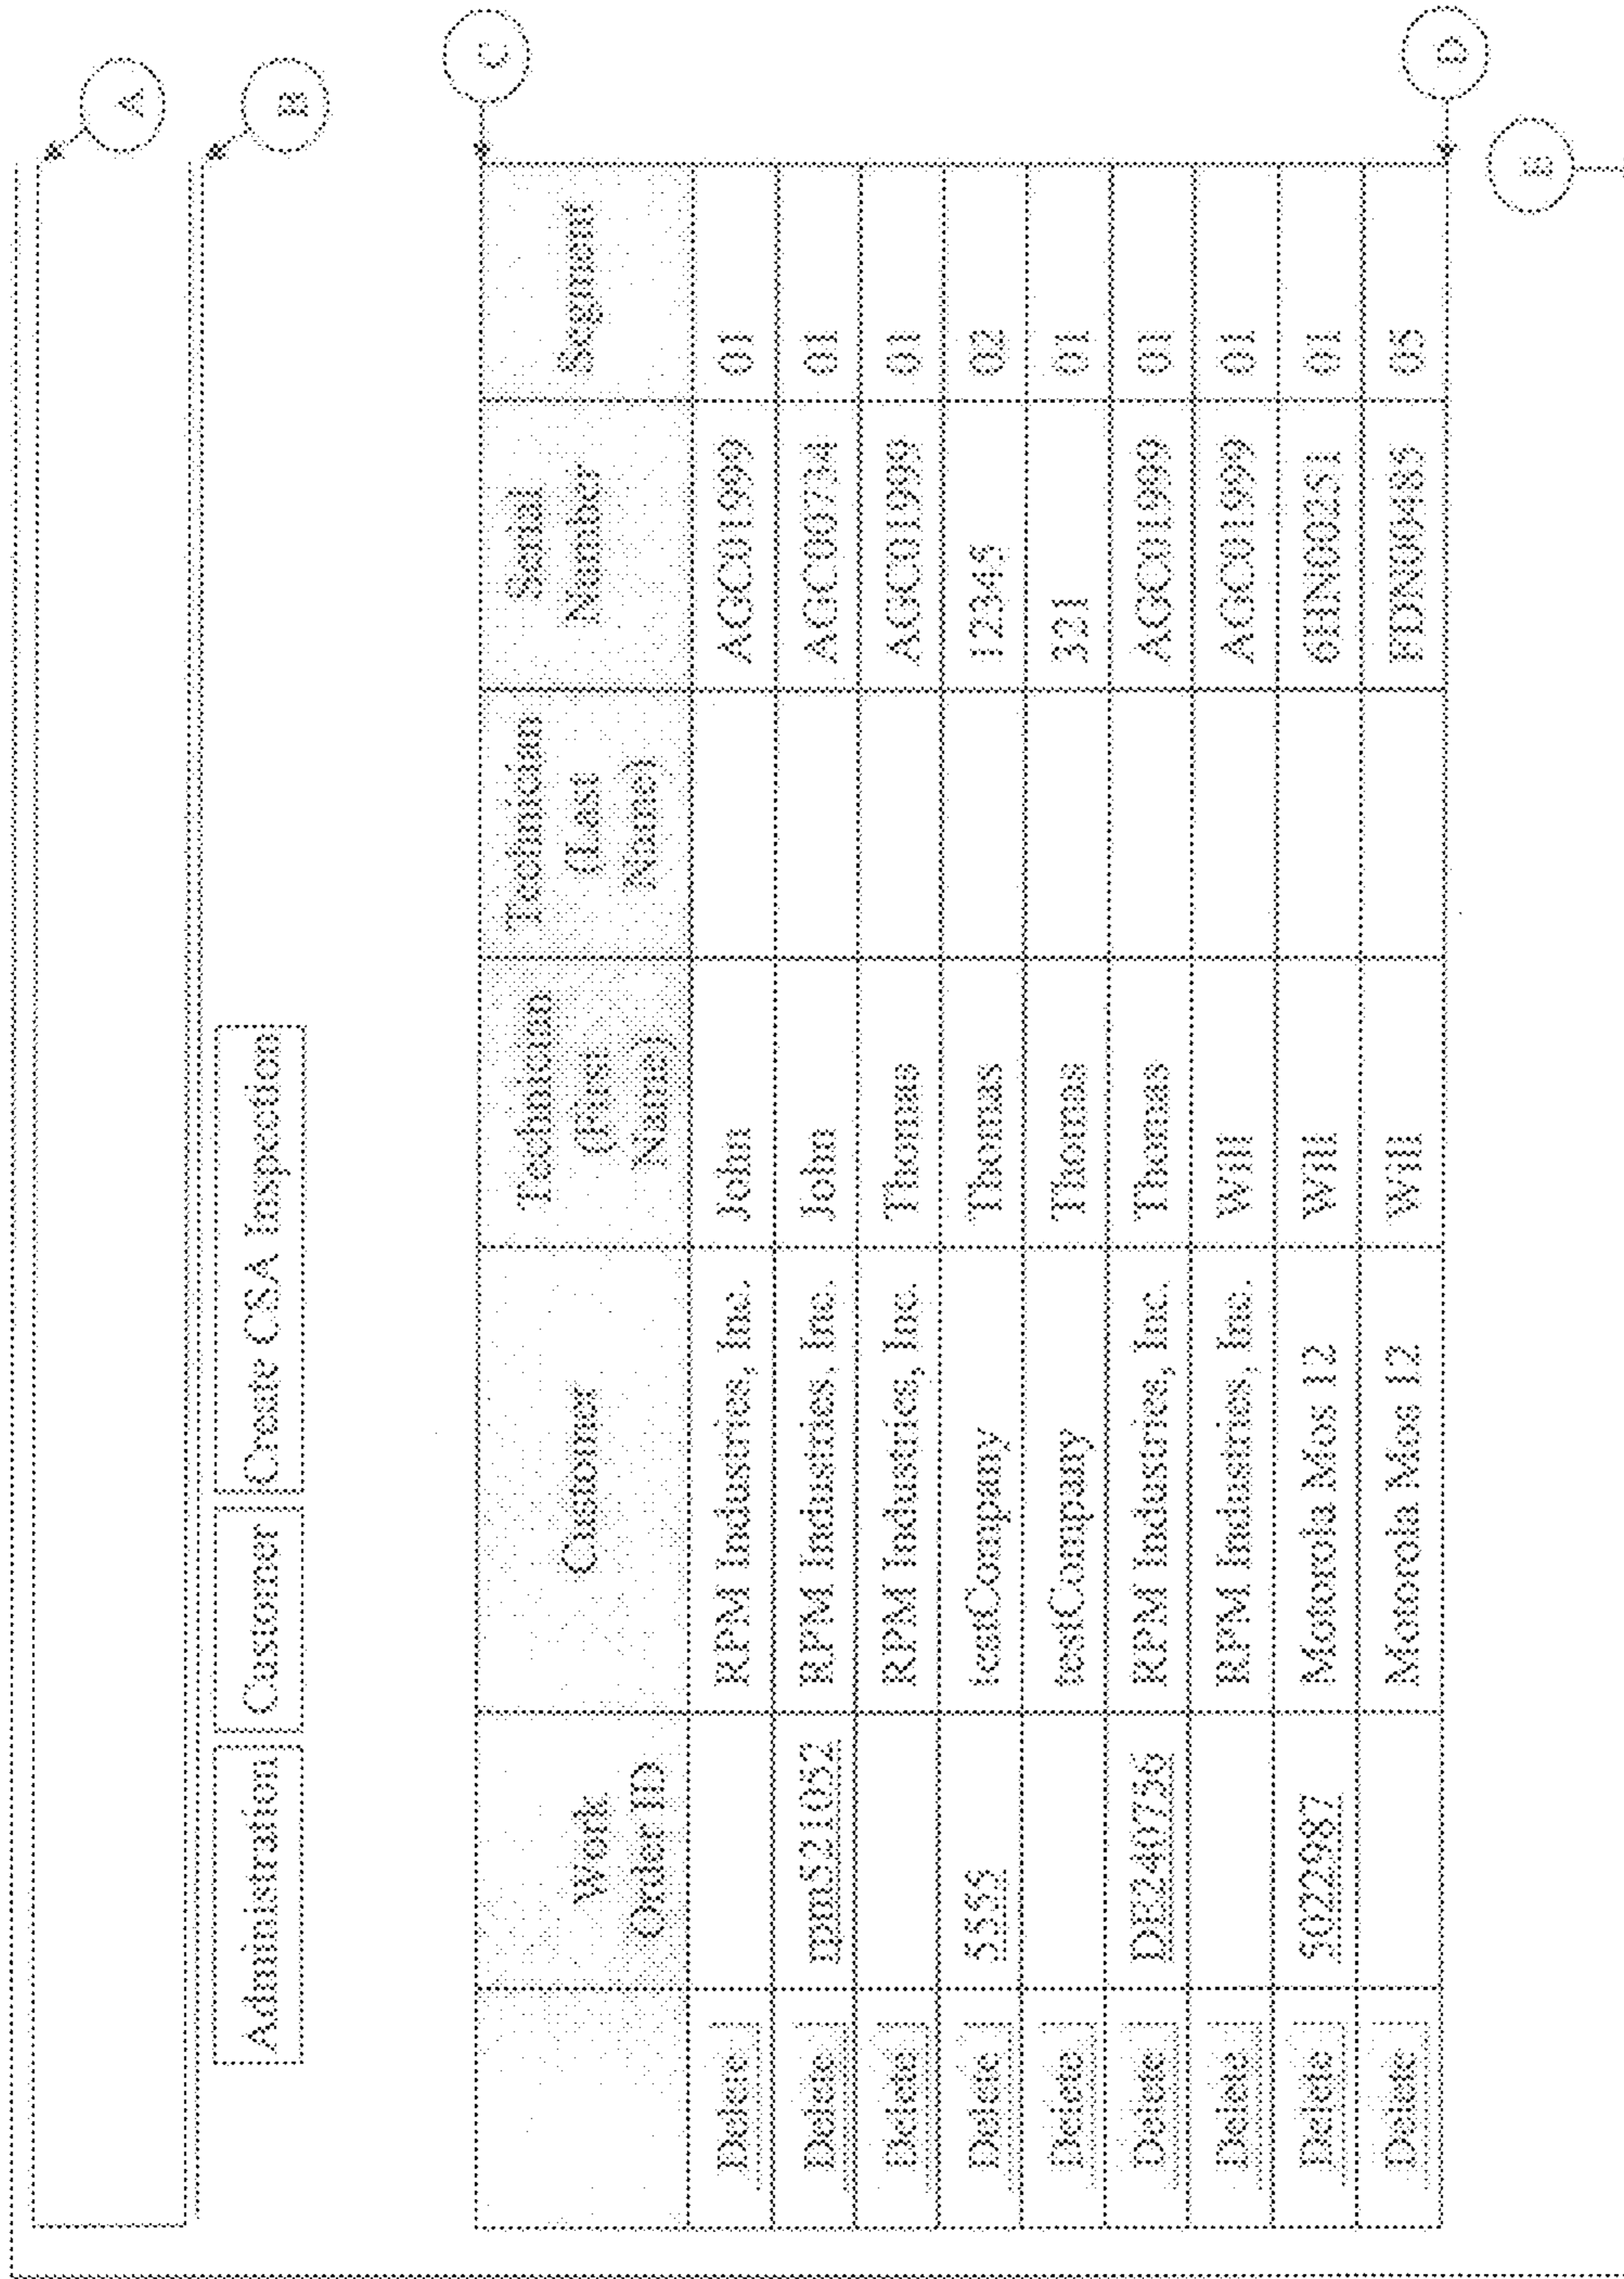 A
B
Administration Customer Create CSA Inspection
C
Work Order ID Customer Technician (First Name) Technician (Last Name) Serial Number Segment
Delete RPM Industries, Inc. John AGC01999 01
Delete mmS21052 RPM Industries, Inc. John AGC00734 01
Delete RPM Industries, Inc. Thomas AGC01999 01
Delete 5555 testCompany Thomas 12345 02
Delete testCompany Thomas 321 01
Delete DE240736 RPM Industries, Inc. Thomas AGC01999 01
Delete RPM Industries, Inc. Will AGC01999 01
Delete S022987 Motorola Mos 12 Will 01
Delete Motorola Mos 12 Will HDN00485 05
D
E